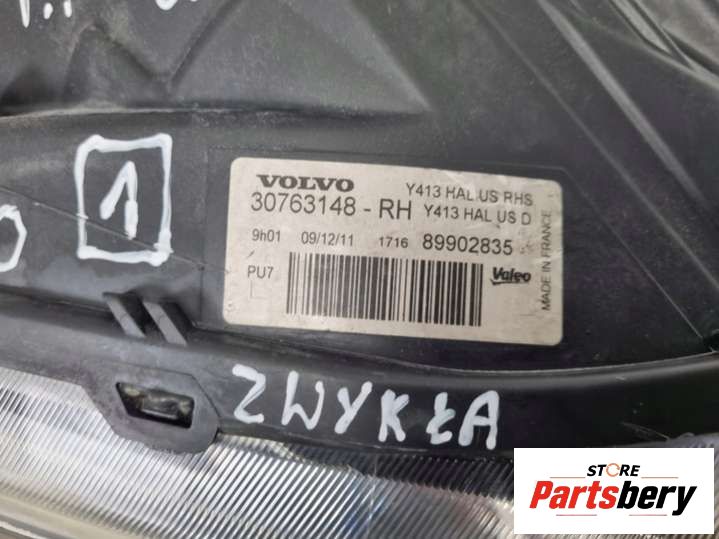 1
VOLVO
Y413 HAL US RHS
30763148 - RH Y413 HAL US D
9h01 09/12/11 1716 89902835
PU7
Valeo
MADE IN FRANCE
ZWYKŁA
STORE
Partsbery